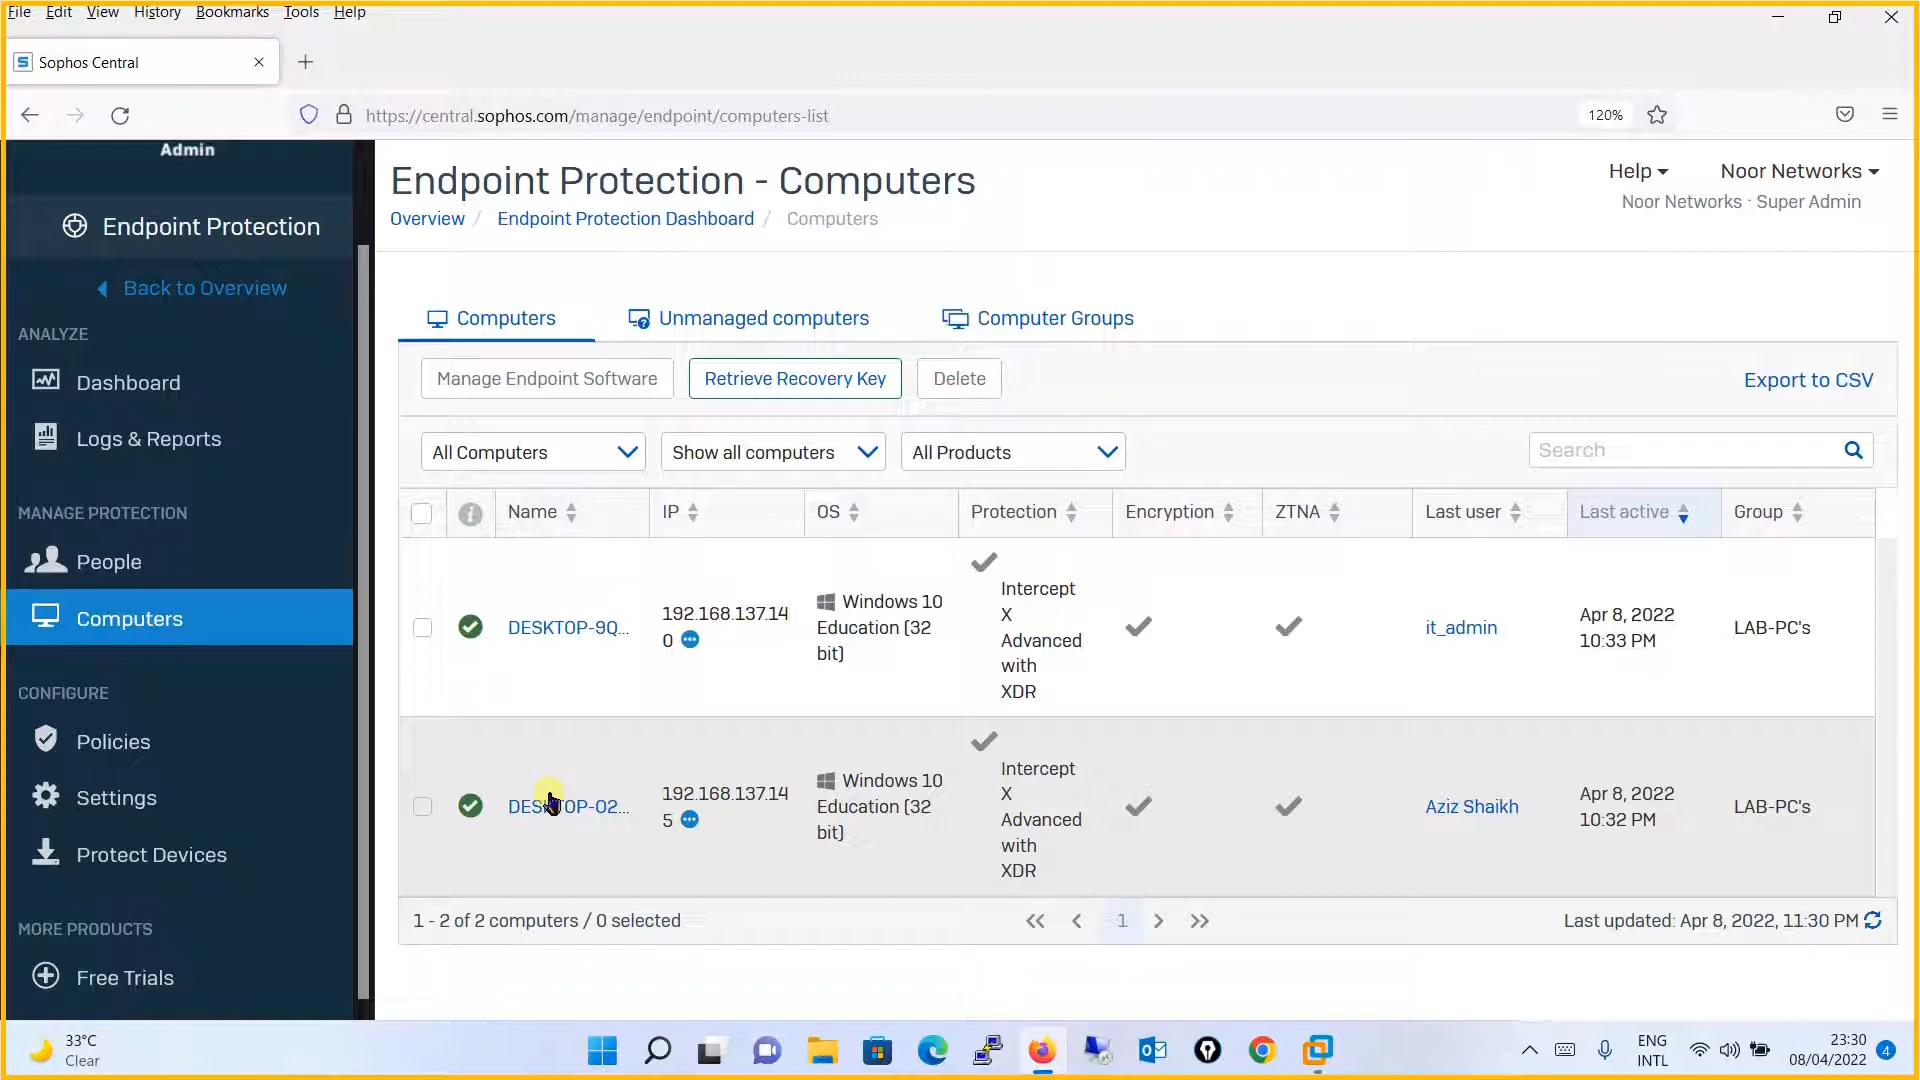 File Edit View History Bookmarks Tools Help
Sophos Central
https://central.sophos.com/manage/endpoint/computers-list
120%
Admin
Endpoint Protection
Back to Overview
ANALYZE
Dashboard
Logs & Reports
MANAGE PROTECTION
People
Computers
CONFIGURE
Policies
Settings
Protect Devices
MORE PRODUCTS
Free Trials
Endpoint Protection - Computers
Overview / Endpoint Protection Dashboard / Computers
Help
Noor Networks
Noor Networks · Super Admin
Computers
Unmanaged computers
Computer Groups
Manage Endpoint Software
Retrieve Recovery Key
Delete
Export to CSV
All Computers
Show all computers
All Products
Search
Name IP OS Protection Encryption ZTNA Last user Last active Group
DESKTOP-9Q...
192.168.137.14
0
Windows 10
Education (32
bit)
Intercept
X
Advanced
with
XDR
it_admin
Apr 8, 2022
10:33 PM
LAB-PC's
DESKTOP-02...
192.168.137.14
5
Windows 10
Education (32
bit)
Intercept
X
Advanced
with
XDR
Aziz Shaikh
Apr 8, 2022
10:32 PM
LAB-PC's
1 - 2 of 2 computers / 0 selected
1
Last updated: Apr 8, 2022, 11:30 PM
33°C
Clear
ENG
INTL
23:30
08/04/2022
4